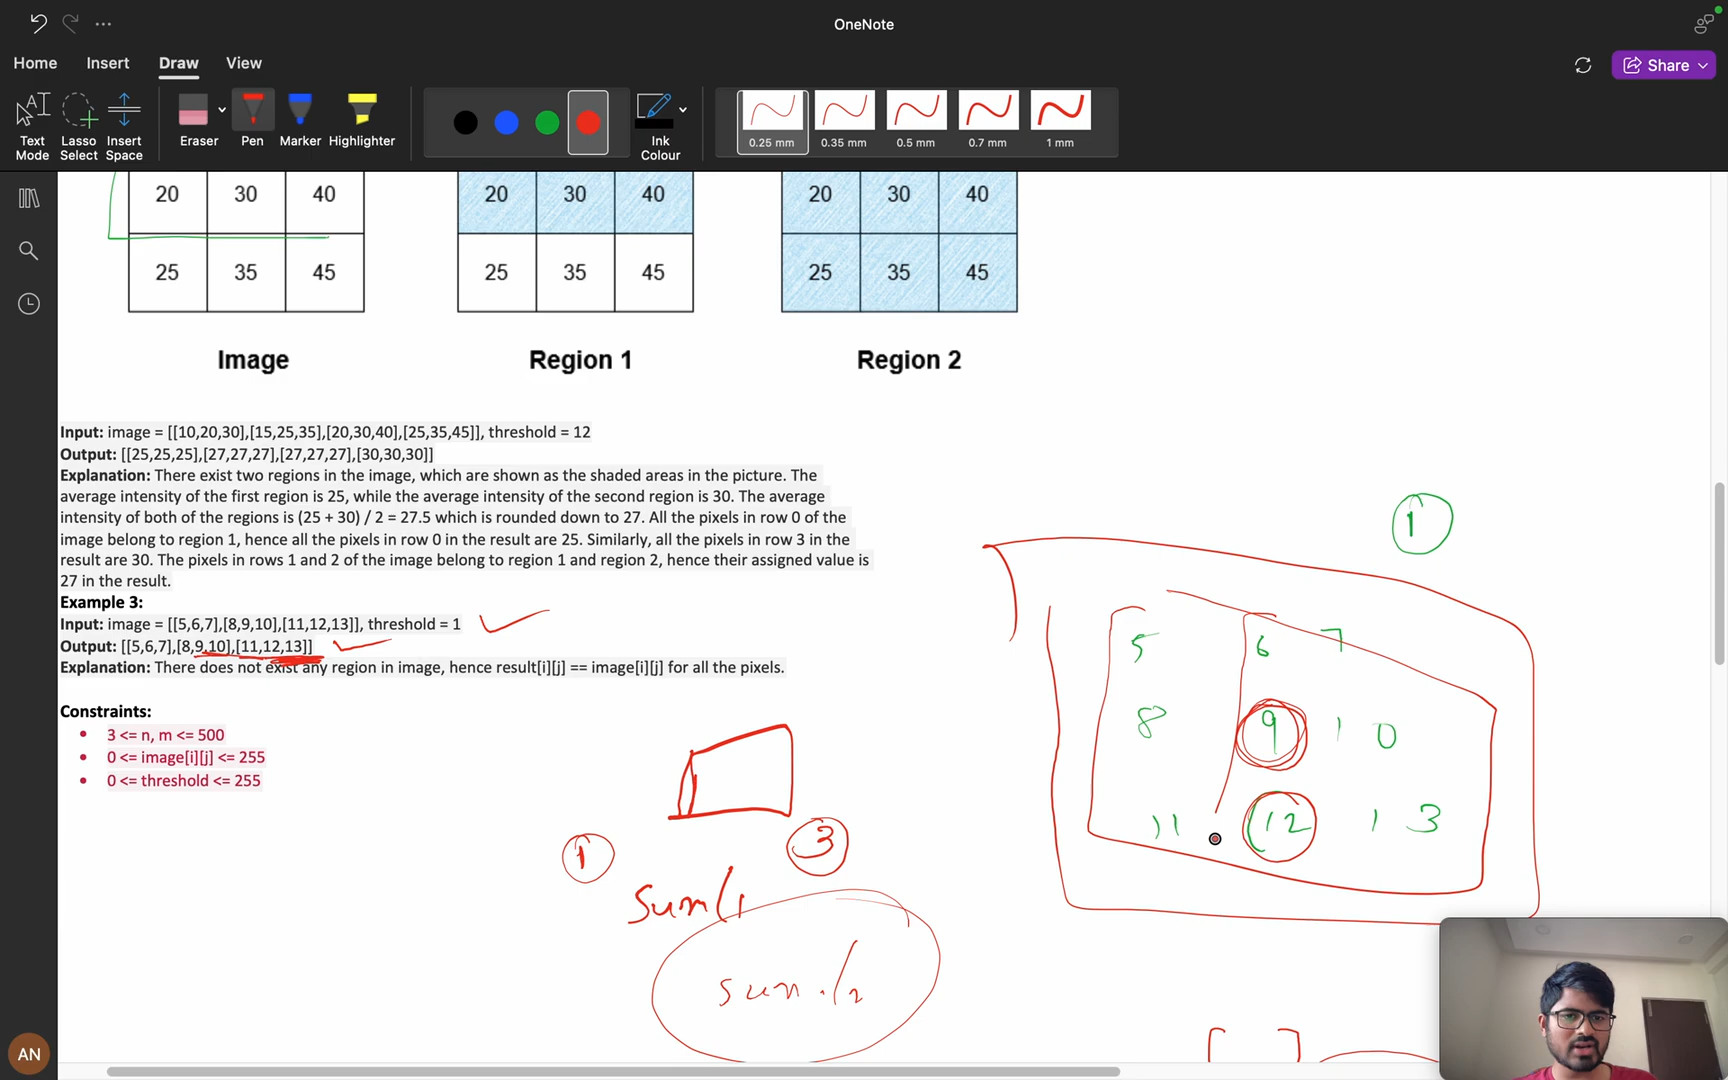 OneNote
Home Insert Draw View
Share
Text Mode
Lasso Select
Insert Space
Eraser
Pen
Marker
Highlighter
Ink Colour
0.25 mm 0.35 mm 0.5 mm 0.7 mm 1 mm
20 30 40 20 30 40 20 30 40
25 35 45 25 35 45 25 35 45
Image Region 1 Region 2
Input: image = [[10,20,30],[15,25,35],[20,30,40],[25,35,45]], threshold = 12
Output: [[25,25,25],[27,27,27],[27,27,27],[30,30,30]]
Explanation: There exist two regions in the image, which are shown as the shaded areas in the picture. The
average intensity of the first region is 25, while the average intensity of the second region is 30. The average
intensity of both of the regions is (25 + 30) / 2 = 27.5 which is rounded down to 27. All the pixels in row 0 of the
image belong to region 1, hence all the pixels in row 0 in the result are 25. Similarly, all the pixels in row 3 in the
result are 30. The pixels in rows 1 and 2 of the image belong to region 1 and region 2, hence their assigned value is
27 in the result.
Example 3:
Input: image = [[5,6,7],[8,9,10],[11,12,13]], threshold = 1
Output: [[5,6,7],[8,9,10],[11,12,13]]
Explanation: There does not exist any region in image, hence result[i][j] == image[i][j] for all the pixels.
Constraints:
• 3 <= n, m <= 500
• 0 <= image[i][j] <= 255
• 0 <= threshold <= 255
1
5 6 7
8 9 10
11 12 13
1 3
sum/1
sum./2
AN